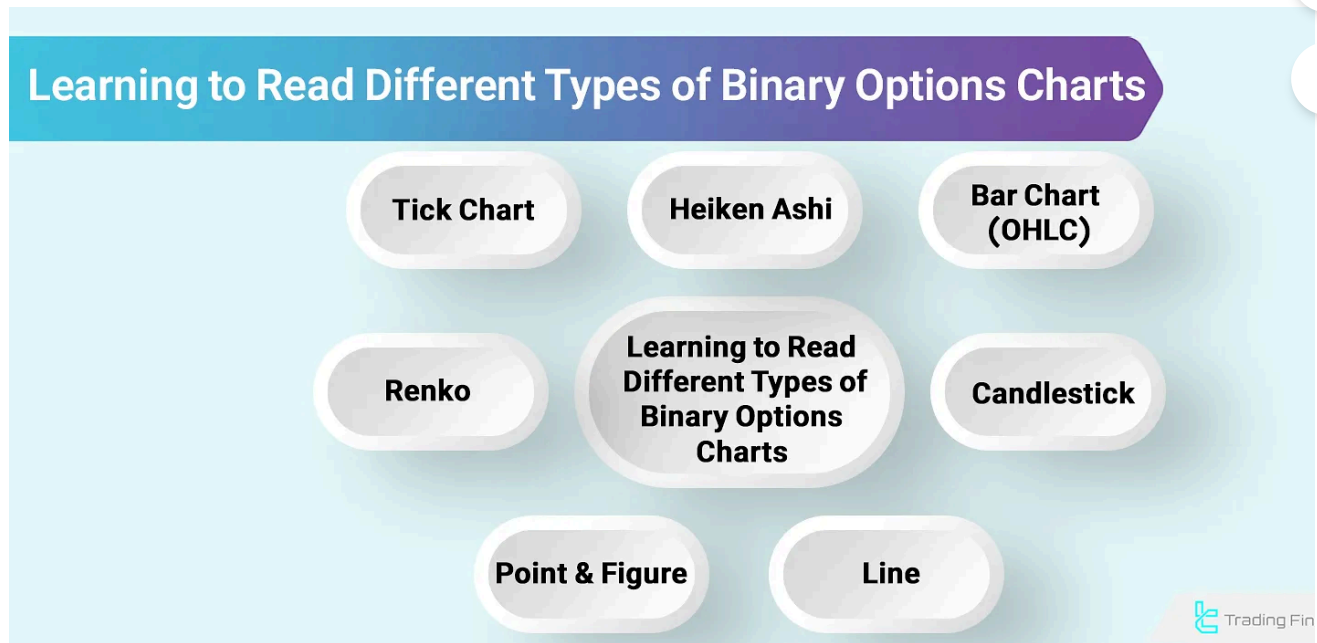 Learning to Read Different Types of Binary Options Charts
Tick Chart
Heiken Ashi
Bar Chart
(OHLC)
Renko
Learning to Read
Different Types of
Binary Options
Charts
Candlestick
Point & Figure
Line
Trading Fin